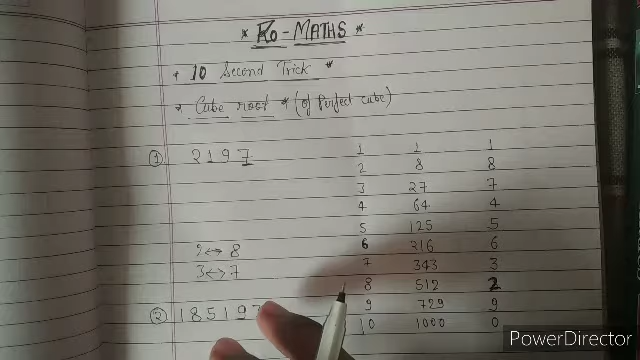 * Ro - MATHS *
* 10 Second Trick *
* Cube root * (of Perfect cube)
① 2197
1 1 1
2 8 8
3 27 7
4 64 4
5 125 5
6 216 6
7 343 3
8 512 2
9 729 9
10 1000 0
2 ↔ 8
3 ↔ 7
② 18519
PowerDirector